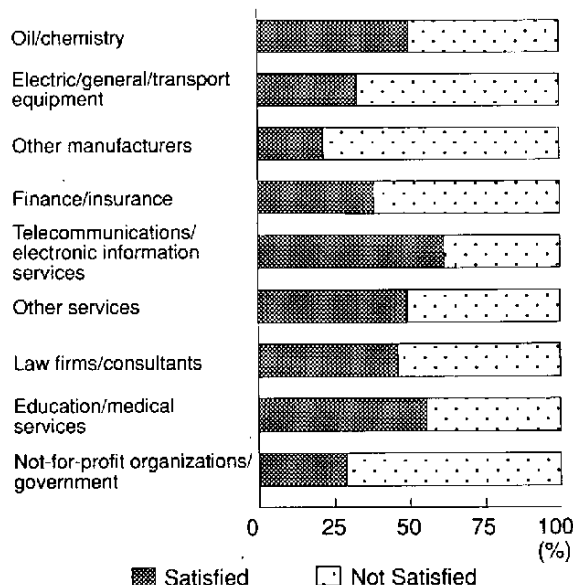 Oil/chemistry
Electric/general/transport
equipment
Other manufacturers
Finance/insurance
Telecommunications/
electronic information
services
Other services
Law firms/consultants
Education/medical
services
Not-for-profit organizations/
government
0 25 50 75 100
(%)
Satisfied Not Satisfied